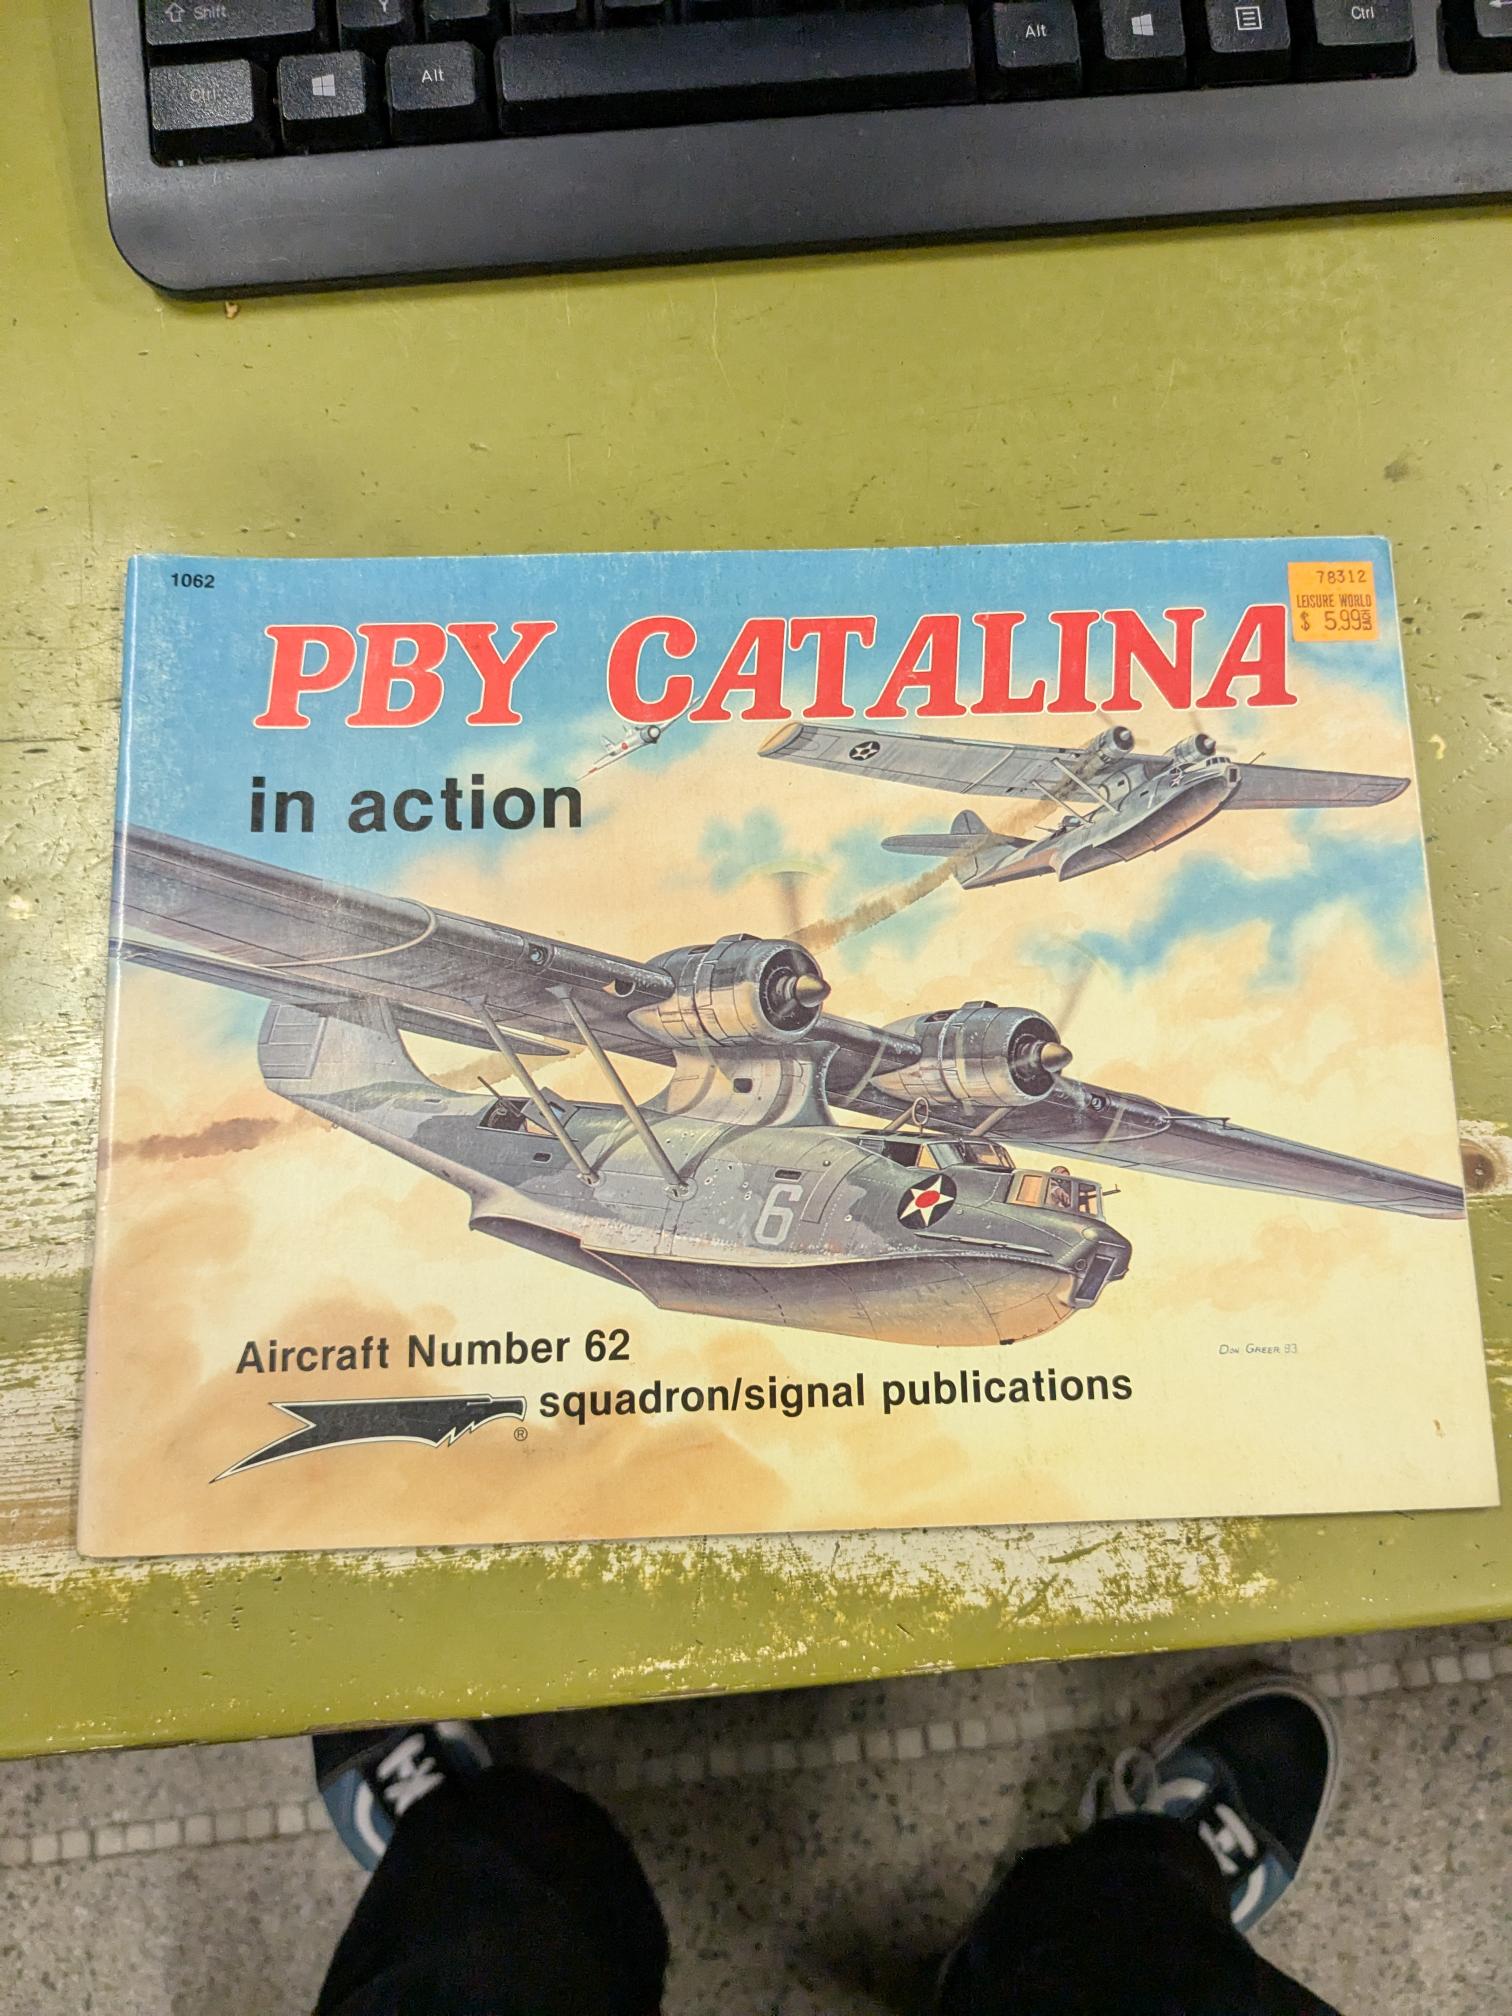 Shift
Y
Ctrl
Alt
Alt
Ctrl
1062
78312
LEISURE WORLD
$ 5.99 EACH
PBY CATALINA
in action
6
Aircraft Number 62
DON GREER 83
squadron/signal publications
®